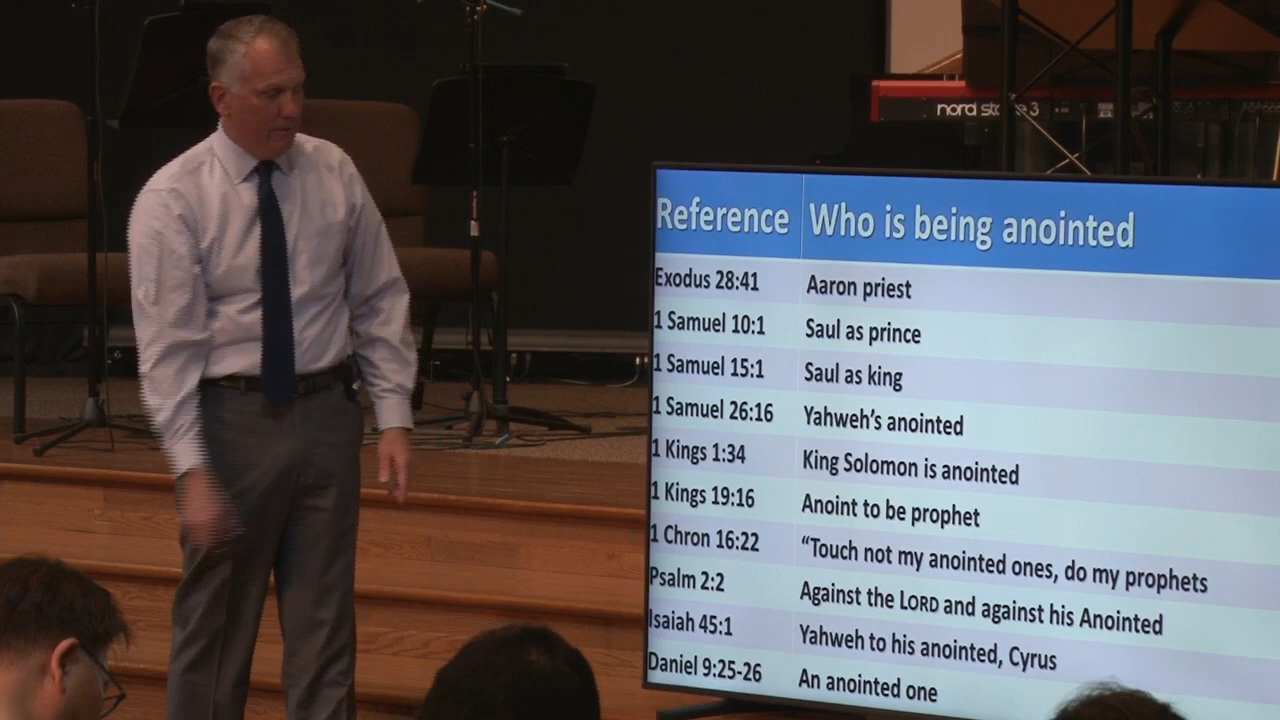 nord stage 3
Reference Who is being anointed
Exodus 28:41 Aaron priest
1 Samuel 10:1 Saul as prince
1 Samuel 15:1 Saul as king
1 Samuel 26:16 Yahweh's anointed
1 Kings 1:34 King Solomon is anointed
1 Kings 19:16 Anoint to be prophet
1 Chron 16:22 “Touch not my anointed ones, do my prophets
Psalm 2:2 Against the LORD and against his Anointed
Isaiah 45:1 Yahweh to his anointed, Cyrus
Daniel 9:25-26 An anointed one